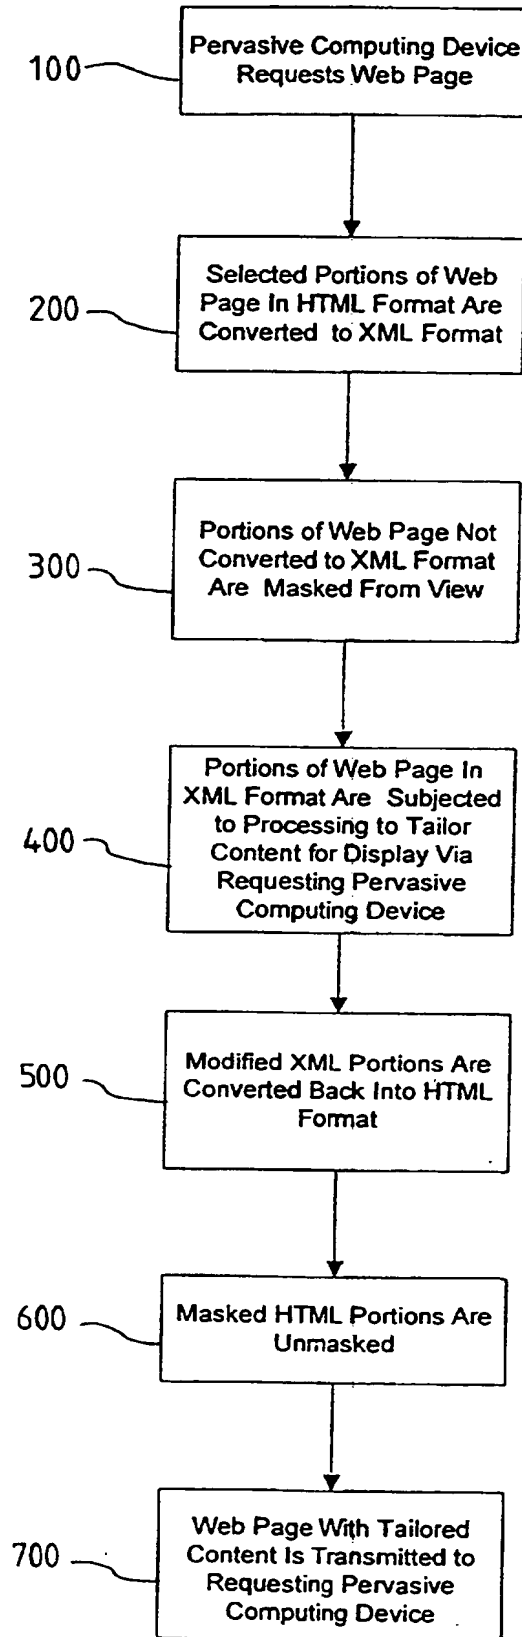 100
Pervasive Computing Device
Requests Web Page
200
Selected Portions of Web
Page In HTML Format Are
Converted to XML Format
300
Portions of Web Page Not
Converted to XML Format
Are Masked From View
400
Portions of Web Page In
XML Format Are Subjected
to Processing to Tailor
Content for Display Via
Requesting Pervasive
Computing Device
500
Modified XML Portions Are
Converted Back Into HTML
Format
600
Masked HTML Portions Are
Unmasked
700
Web Page With Tailored
Content Is Transmitted to
Requesting Pervasive
Computing Device